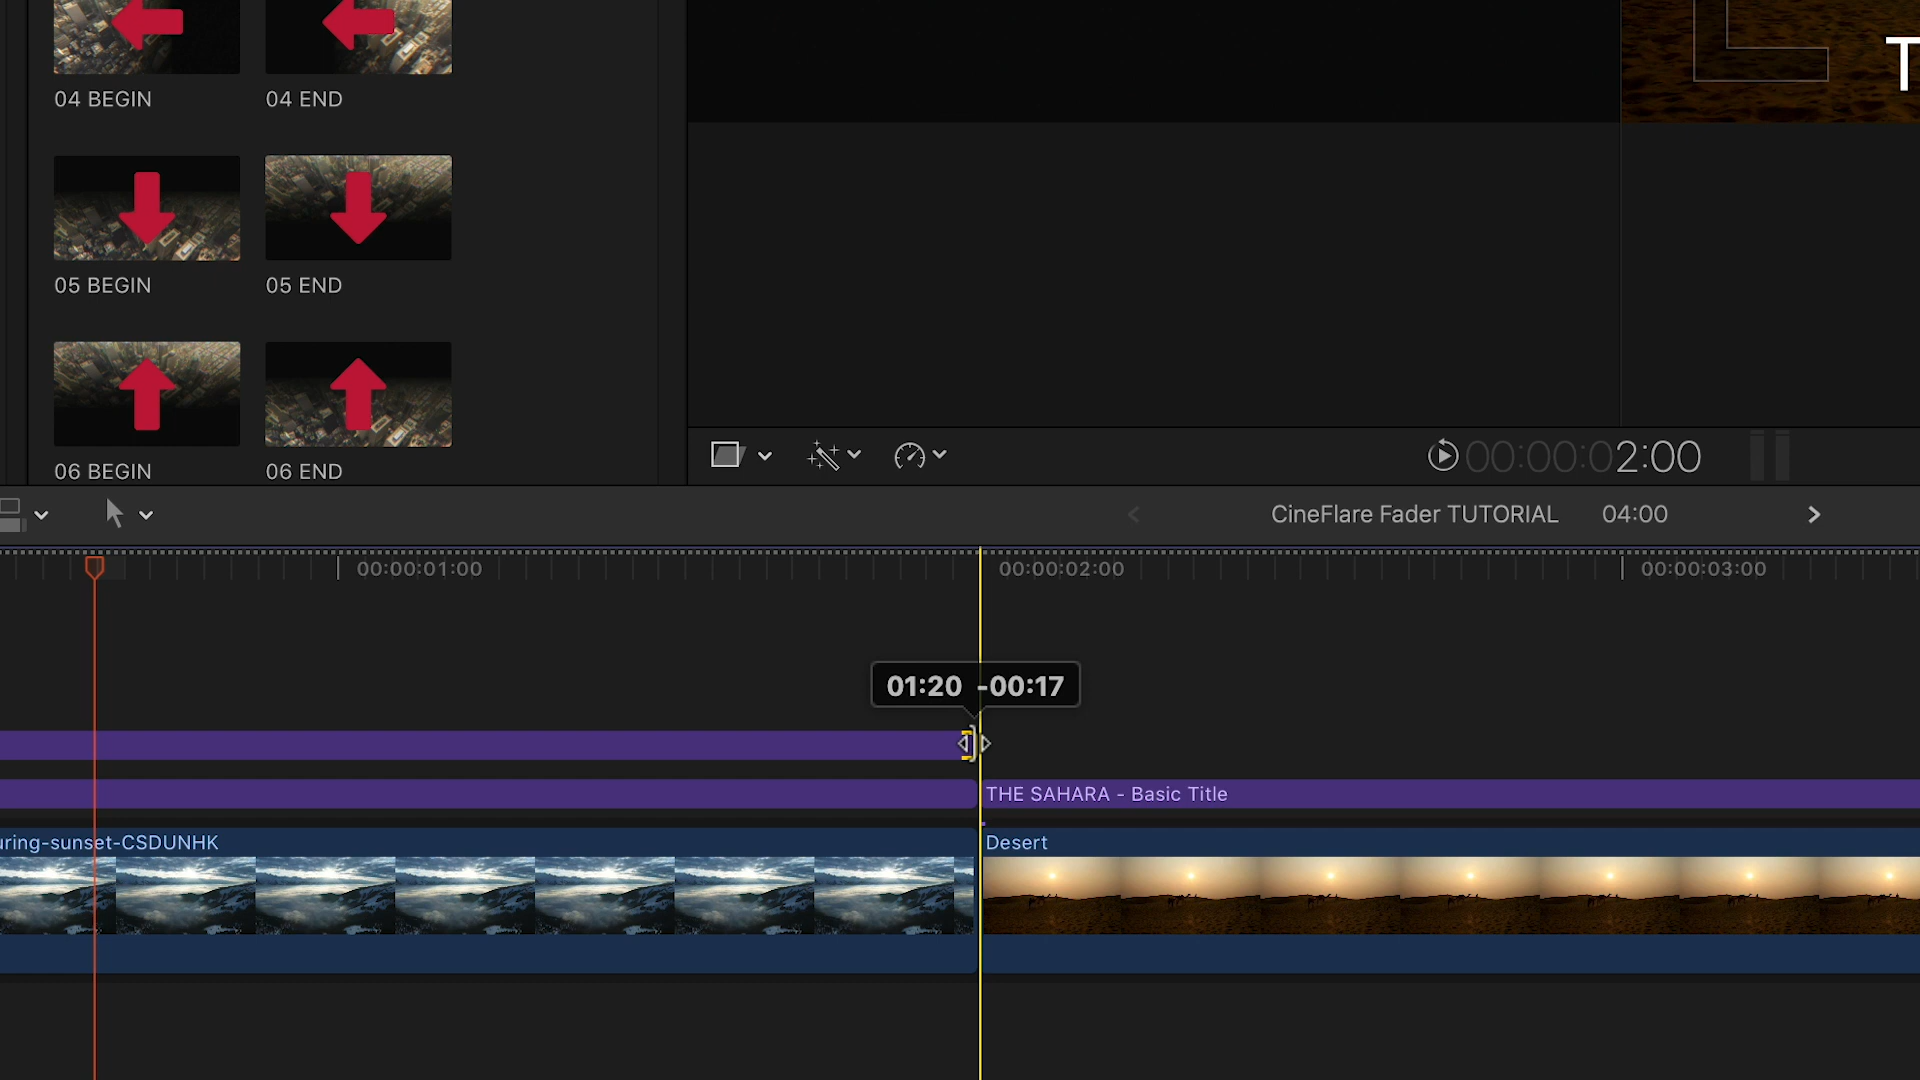 04 BEGIN 04 END
T
05 BEGIN 05 END
06 BEGIN 06 END
00:00:02:00
CineFlare Fader TUTORIAL 04:00
00:00:01:00 00:00:02:00 00:00:03:00
01:20 -00:17
THE SAHARA - Basic Title
uring-sunset-CSDUNHK Desert